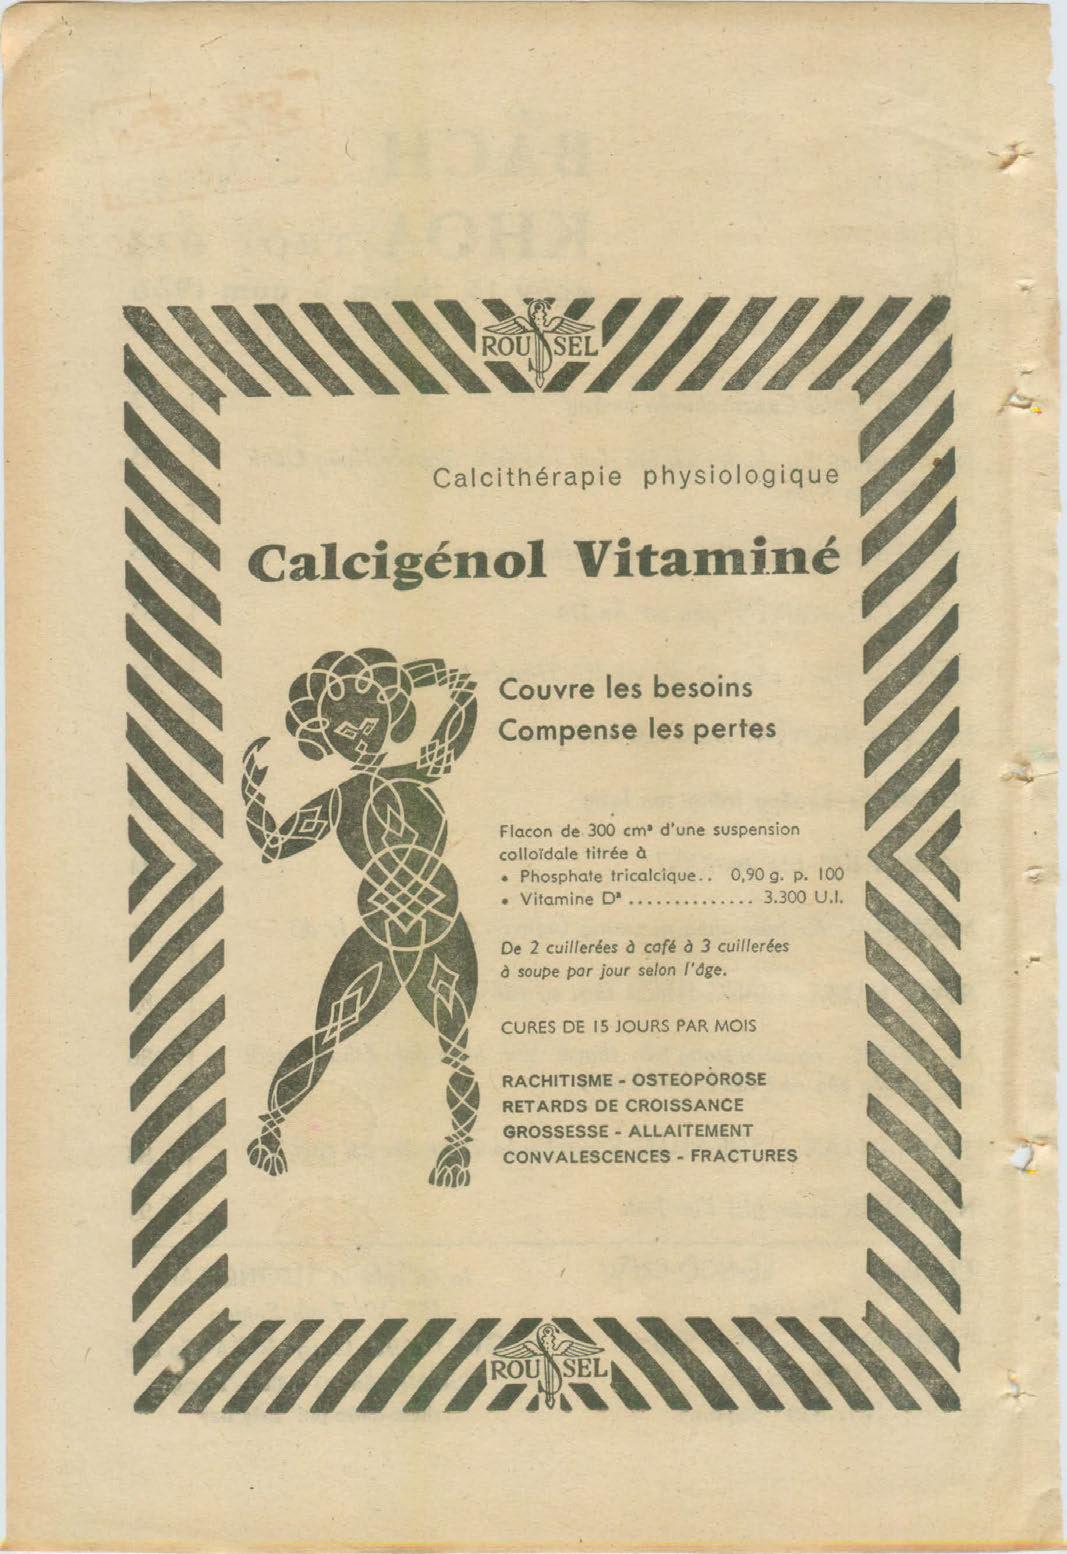 ROUSSEL
Calcithérapie physiologique
Calcigénol Vitaminé
Couvre les besoins
Compense les pertes
Flacon de 300 cm³ d'une suspension
colloïdale titrée à
• Phosphate tricalcique.. 0,90 g. p. 100
• Vitamine D² .............. 3.300 U.I.
De 2 cuillerées à café à 3 cuillerées
à soupe par jour selon l'âge.
CURES DE 15 JOURS PAR MOIS
RACHITISME - OSTEOPOROSE
RETARDS DE CROISSANCE
GROSSESSE - ALLAITEMENT
CONVALESCENCES - FRACTURES
ROUSSEL